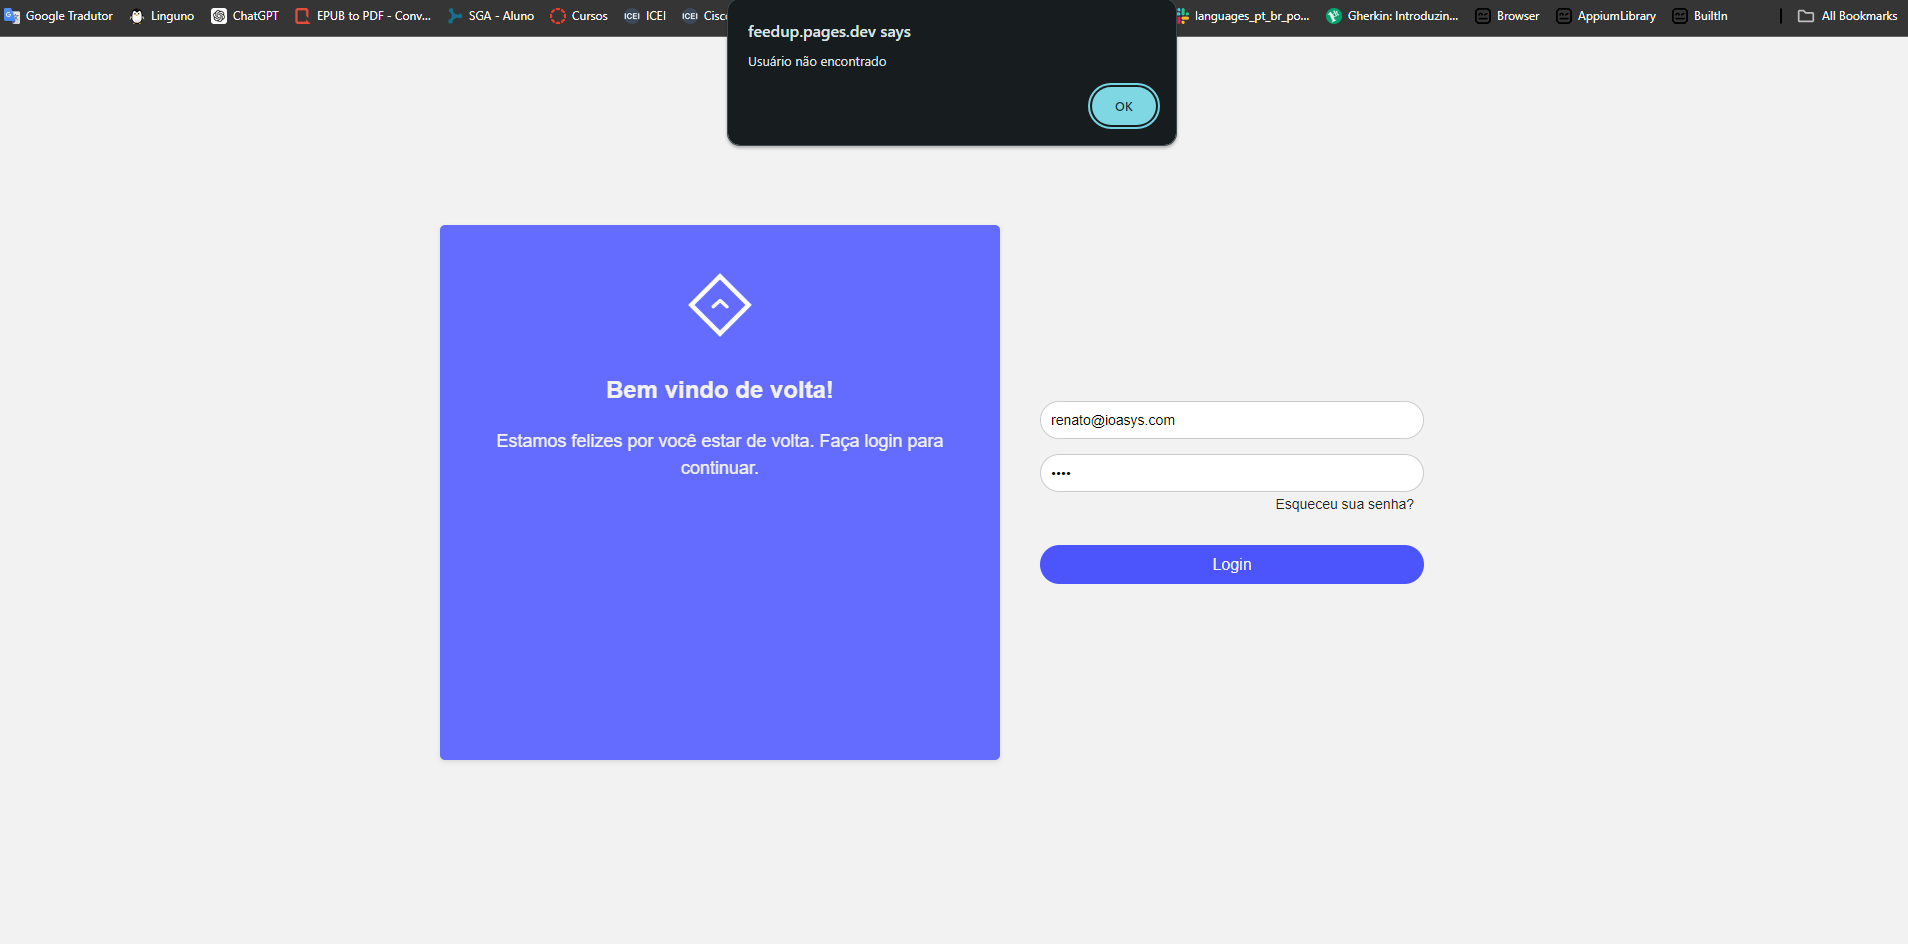 Google Tradutor
Linguno
ChatGPT
EPUB to PDF - Conv...
SGA - Aluno
Cursos
ICEI ICEI
ICEI Cisc
languages_pt_br_po...
Gherkin: Introduzin...
Browser
AppiumLibrary
BuiltIn
All Bookmarks
feedup.pages.dev says
Usuário não encontrado
OK
Bem vindo de volta!
Estamos felizes por você estar de volta. Faça login para
continuar.
renato@ioasys.com
••••
Esqueceu sua senha?
Login